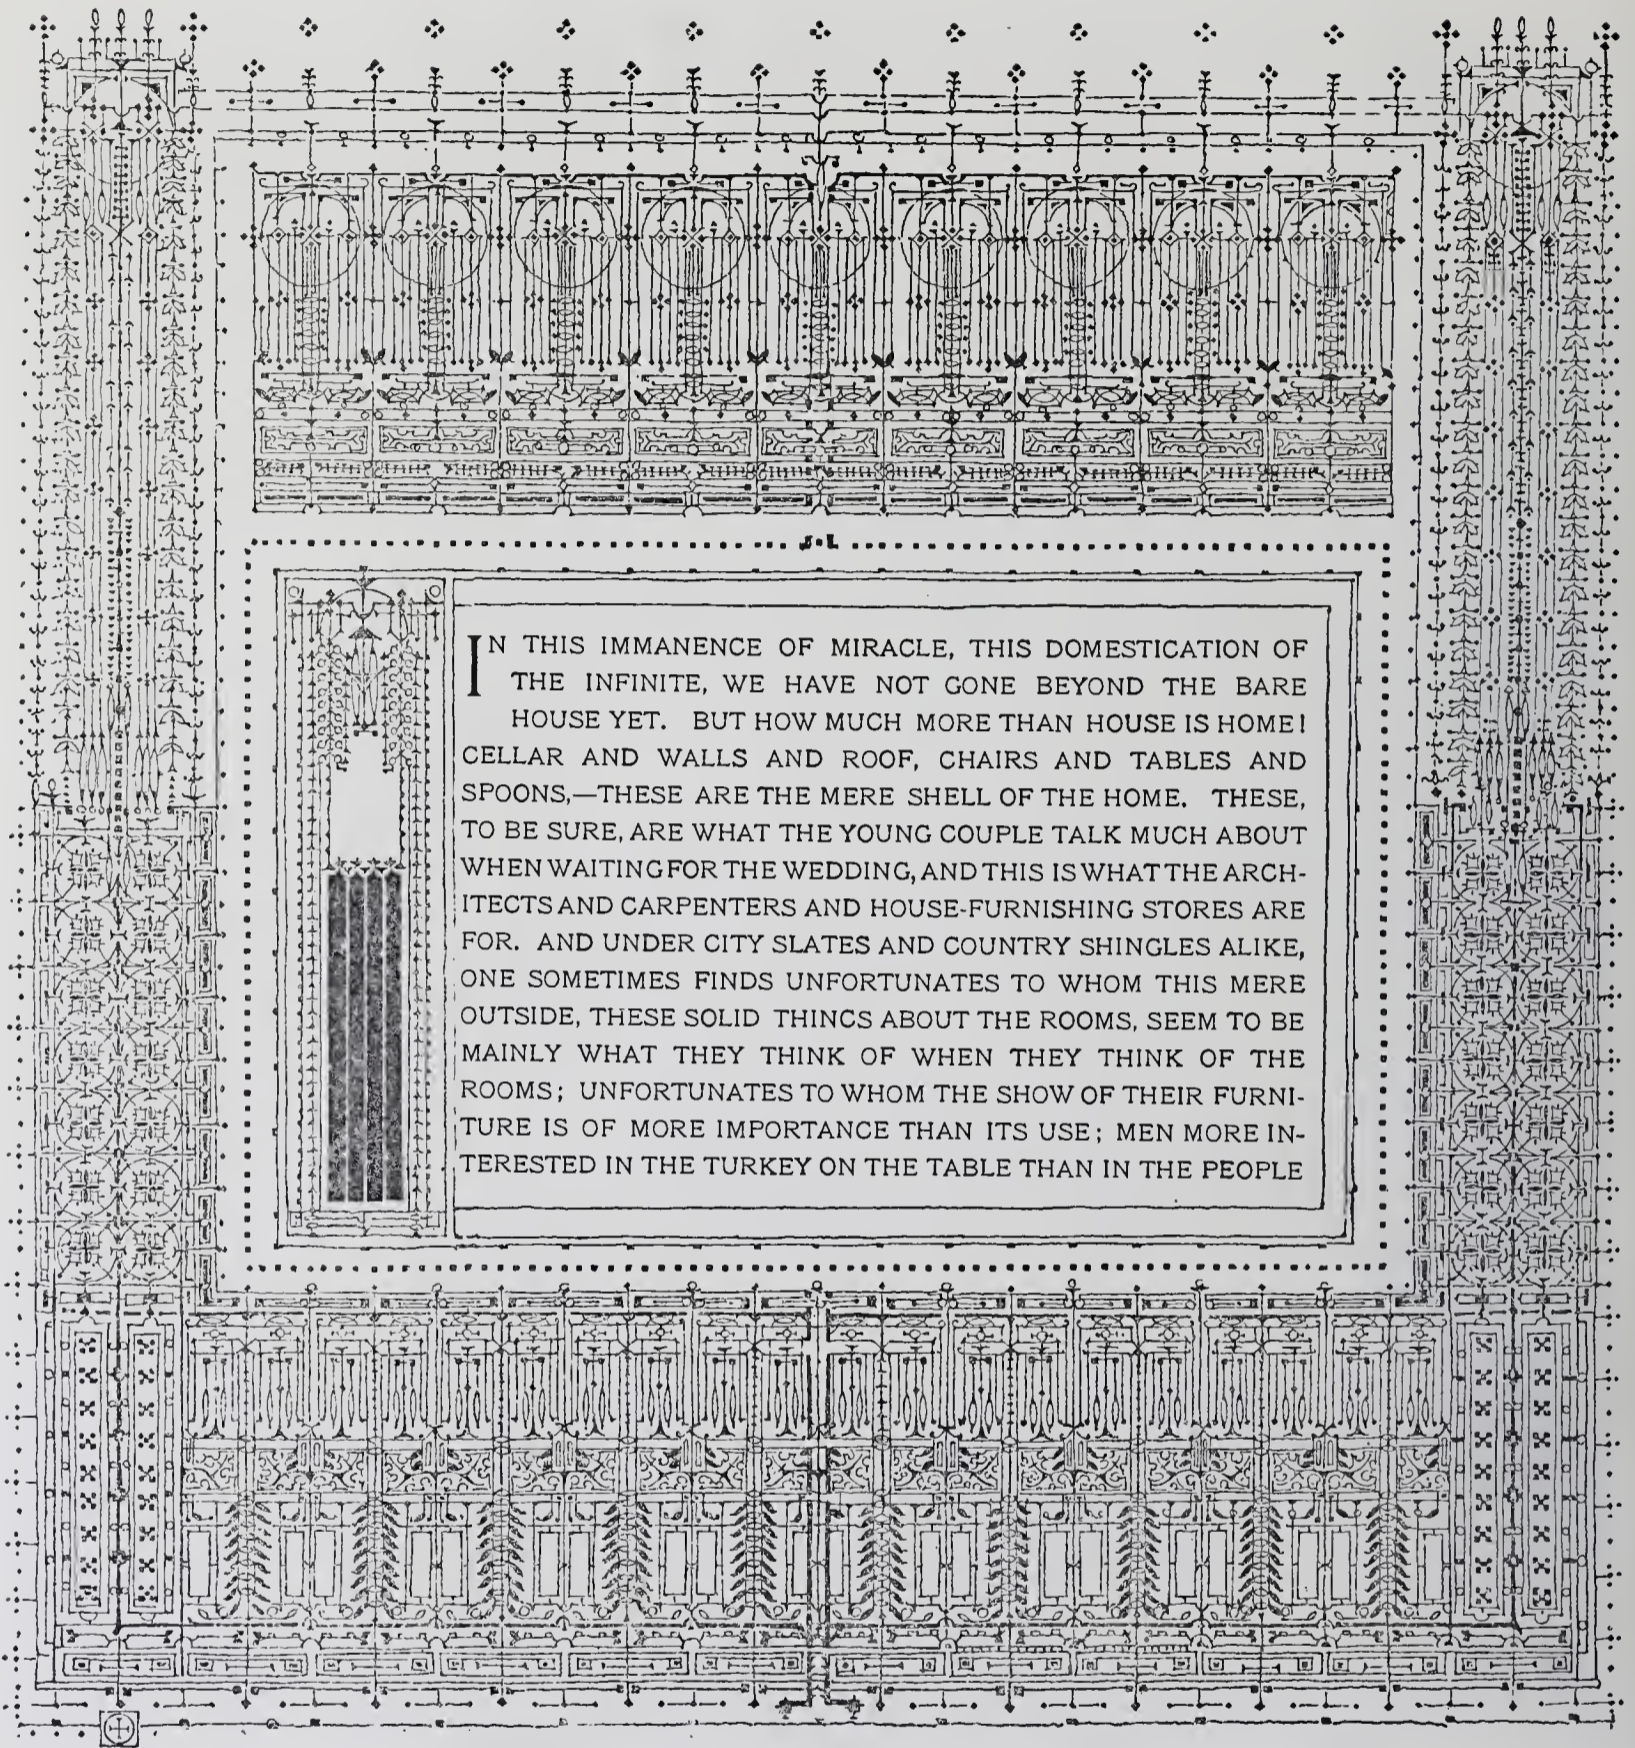 IN THIS IMMANENCE OF MIRACLE, THIS DOMESTICATION OF
THE INFINITE, WE HAVE NOT GONE BEYOND THE BARE
HOUSE YET. BUT HOW MUCH MORE THAN HOUSE IS HOME!
CELLAR AND WALLS AND ROOF, CHAIRS AND TABLES AND
SPOONS,—THESE ARE THE MERE SHELL OF THE HOME. THESE,
TO BE SURE, ARE WHAT THE YOUNG COUPLE TALK MUCH ABOUT
WHEN WAITING FOR THE WEDDING, AND THIS IS WHAT THE ARCH-
ITECTS AND CARPENTERS AND HOUSE-FURNISHING STORES ARE
FOR. AND UNDER CITY SLATES AND COUNTRY SHINGLES ALIKE,
ONE SOMETIMES FINDS UNFORTUNATES TO WHOM THIS MERE
OUTSIDE, THESE SOLID THINGS ABOUT THE ROOMS, SEEM TO BE
MAINLY WHAT THEY THINK OF WHEN THEY THINK OF THE
ROOMS; UNFORTUNATES TO WHOM THE SHOW OF THEIR FURNI-
TURE IS OF MORE IMPORTANCE THAN ITS USE; MEN MORE IN-
TERESTED IN THE TURKEY ON THE TABLE THAN IN THE PEOPLE